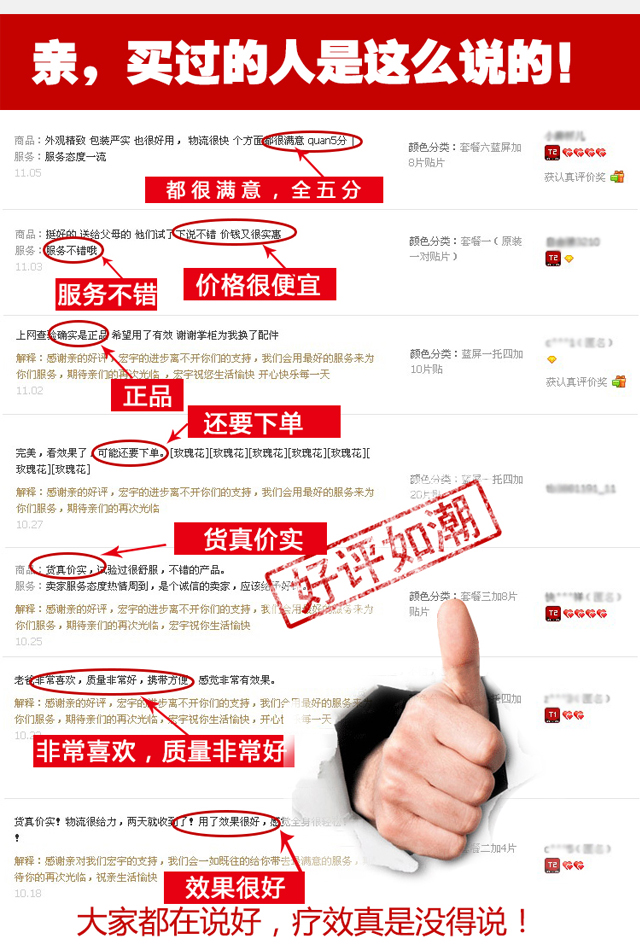 亲，买过的人是这么说的！
商品：外观精致 包装严实 也很好用， 物流很快 个方面都很满意 quan5分
服务：服务态度一流
11.05
颜色分类：套餐六蓝屏加
8片贴片
T2
获认真评价奖
都很满意，全五分
商品：挺好的 送给父母的 他们试了下说不错 价钱又很实惠
服务：服务不错哦
11.03
颜色分类：套餐一（原装
一对贴片）
T2
服务不错
价格很便宜
上网查验确实是正品 希望用了有效 谢谢掌柜为我换了配件
解释：感谢亲的好评，宏宇的进步离不开你们的支持，我们会用最好的服务来为
你们服务，期待亲们的再次光临 ，宏宇祝您生活愉快 开心快乐每一天
11.02
颜色分类：蓝屏一托四加
10片贴
c***1（匿名）
获认真评价奖
正品
还要下单
完美，看效果了，可能还要下单。[玫瑰花][玫瑰花][玫瑰花][玫瑰花][玫瑰花][
玫瑰花][玫瑰花]
解释：感谢亲的好评，宏宇的进步离不开你们的支持，我们会用最好的服务来为
你们服务，期待亲们的再次光临
10.27
颜色分类：蓝屏一托四加
好评如潮
货真价实
商品：货真价实，试验过很舒服，不错的产品。
服务：卖家服务态度热情周到，是个诚信的卖家，应该给个好评
解释：感谢亲的好评，宏宇的进步离不开你们的支持，我们会用最好的服务来为
你们服务，期待亲们的再次光临，宏宇祝你生活愉快
10.25
颜色分类：套餐三加8片
贴片
T2
老爸非常喜欢，质量非常好，携带方便，感觉非常有效果。
解释：感谢亲的好评，宏宇的进步离不开你们的支持，我们会用最好的服务来为
你们服务，期待亲们的再次光临，宏宇祝你生活愉快，开心快乐每一天
一托四加
T1
非常喜欢，质量非常好
货真价实！物流很给力，两天就收到了！用了效果很好，感觉全身很轻松
！
解释：感谢亲对我们宏宇的支持，我们会一如既往的给你带去最满意的服务，
待你的再次光临，祝亲生活愉快
10.18
套餐二加4片
T2
效果很好
大家都在说好，疗效真是没得说！